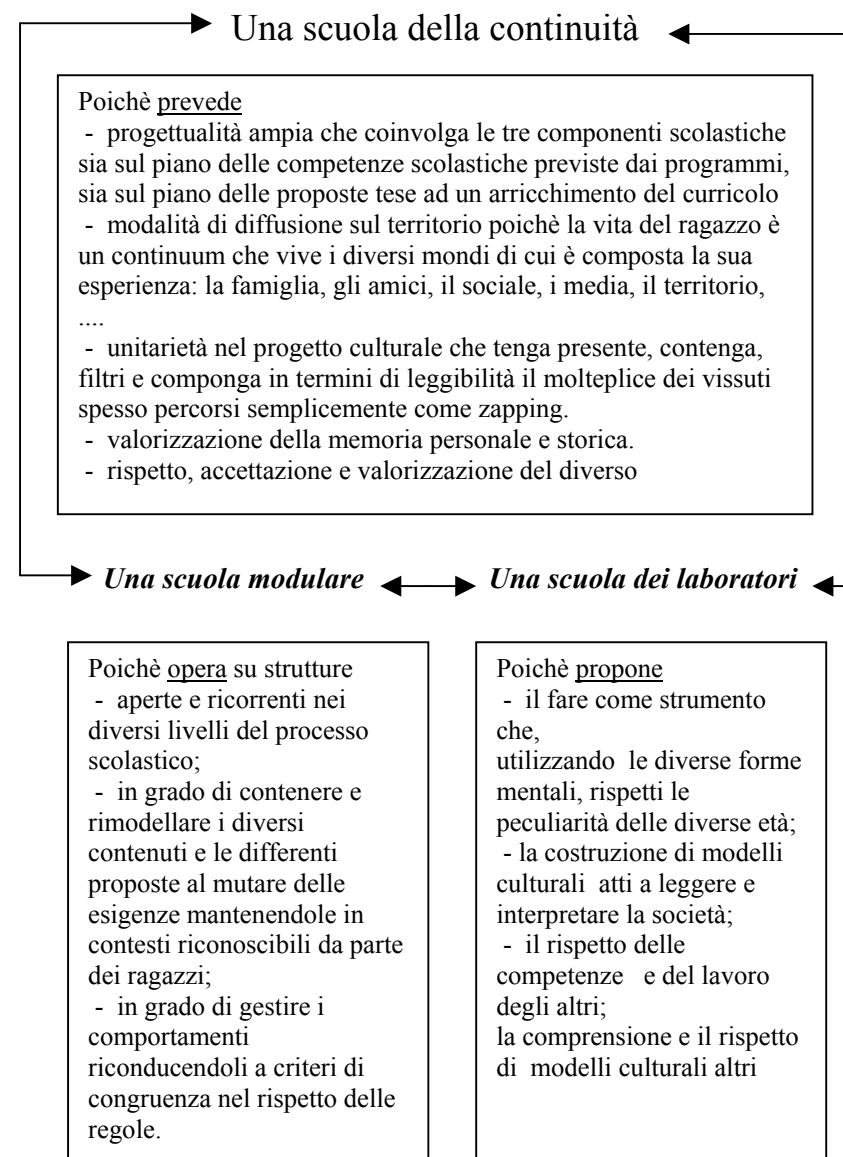 Una scuola della continuità
Poichè prevede
- progettualità ampia che coinvolga le tre componenti scolastiche
sia sul piano delle competenze scolastiche previste dai programmi,
sia sul piano delle proposte tese ad un arricchimento del curricolo
- modalità di diffusione sul territorio poichè la vita del ragazzo è
un continuum che vive i diversi mondi di cui è composta la sua
esperienza: la famiglia, gli amici, il sociale, i media, il territorio,
....
- unitarietà nel progetto culturale che tenga presente, contenga,
filtri e componga in termini di leggibilità il molteplice dei vissuti
spesso percorsi semplicemente come zapping.
- valorizzazione della memoria personale e storica.
- rispetto, accettazione e valorizzazione del diverso
Una scuola modulare
Una scuola dei laboratori
Poichè opera su strutture
- aperte e ricorrenti nei
diversi livelli del processo
scolastico;
- in grado di contenere e
rimodellare i diversi
contenuti e le differenti
proposte al mutare delle
esigenze mantenendole in
contesti riconoscibili da parte
dei ragazzi;
- in grado di gestire i
comportamenti
riconducendoli a criteri di
congruenza nel rispetto delle
regole.
Poichè propone
- il fare come strumento
che,
utilizzando le diverse forme
mentali, rispetti le
peculiarità delle diverse età;
- la costruzione di modelli
culturali atti a leggere e
interpretare la società;
- il rispetto delle
competenze e del lavoro
degli altri;
la comprensione e il rispetto
di modelli culturali altri